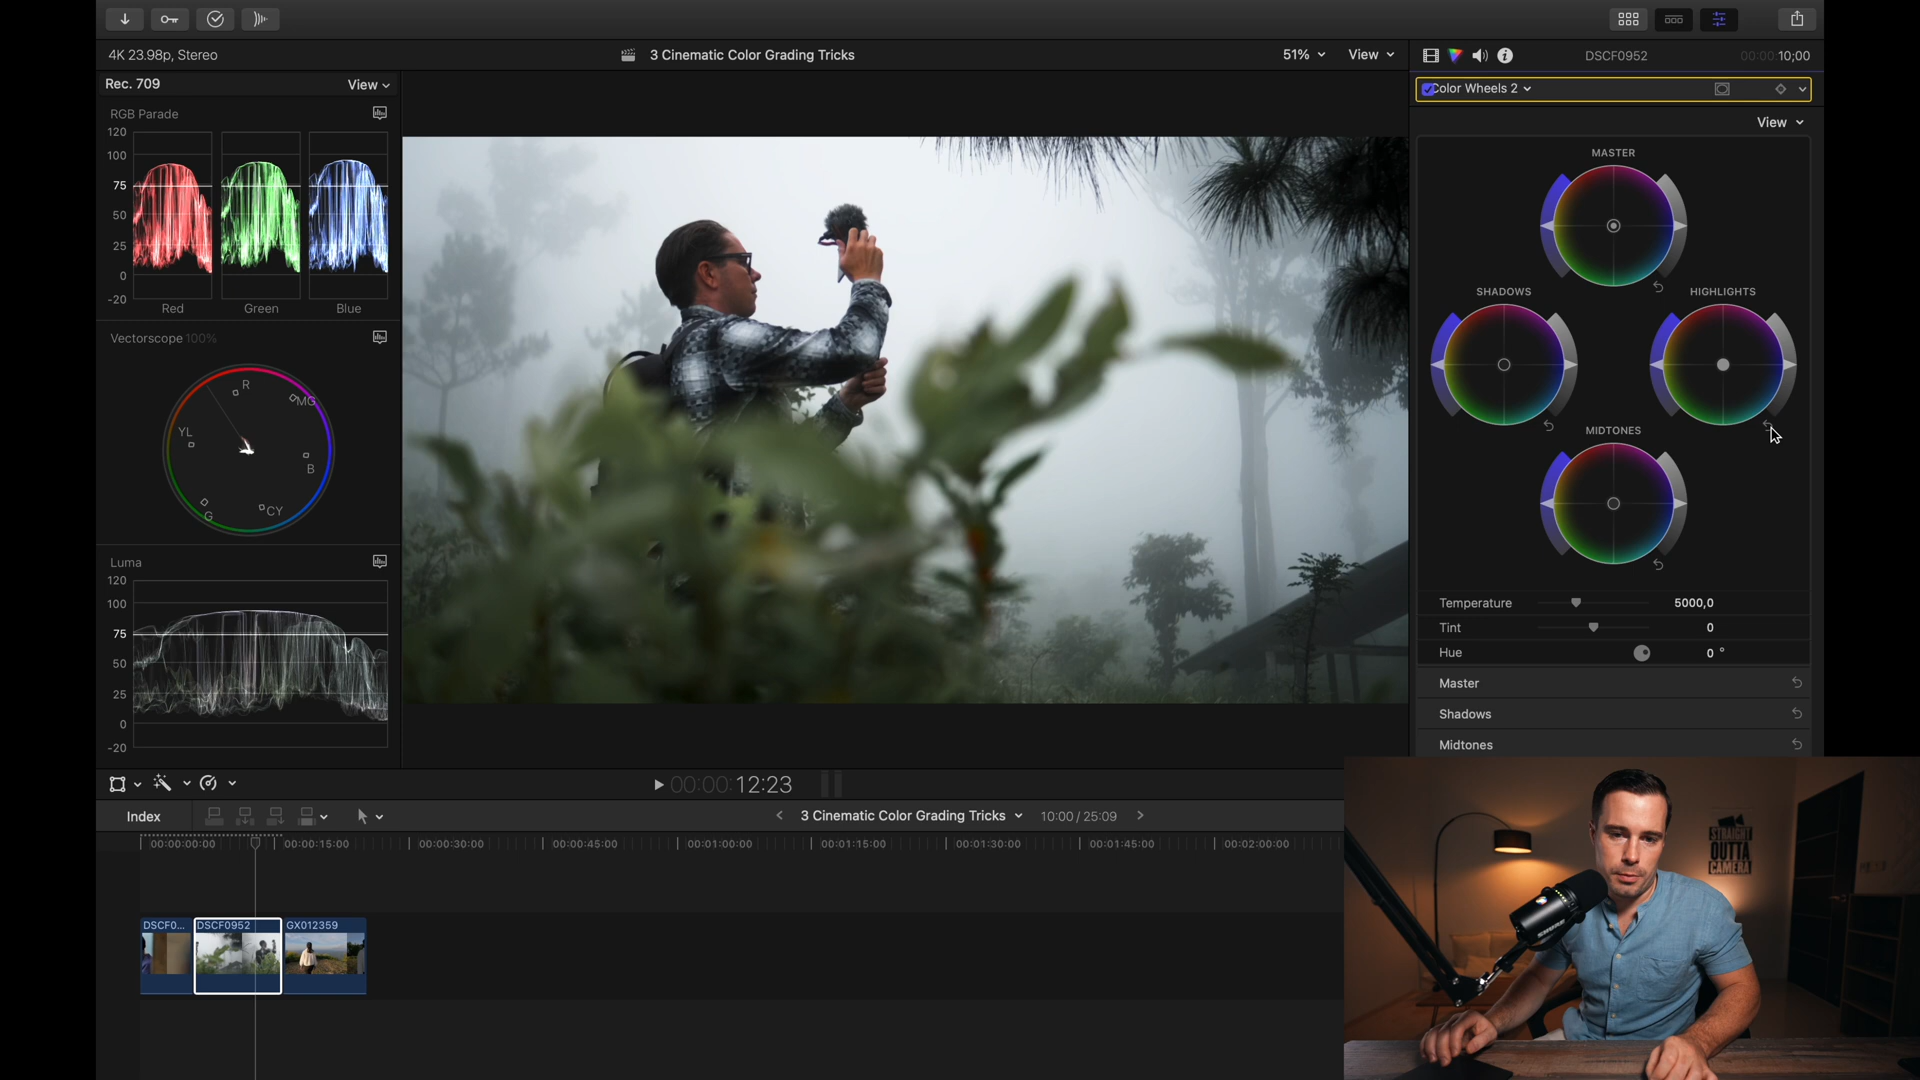 4K 23.98p, Stereo
3 Cinematic Color Grading Tricks
51%
View
DSCF0952
00:00:10;00
Rec. 709
View
Color Wheels 2
View
RGB Parade
120
100
75
50
25
0
-20
Red
Green
Blue
MASTER
SHADOWS
HIGHLIGHTS
MIDTONES
Vectorscope 100%
R
MG
YL
B
G
CY
Luma
120
100
75
50
25
0
-20
Temperature
5000,0
Tint
0
Hue
0 °
Master
Shadows
Midtones
00:00:12:23
Index
3 Cinematic Color Grading Tricks
10:00 / 25:09
00:00:00:00
00:00:15:00
00:00:30:00
00:00:45:00
00:01:00:00
00:01:15:00
00:01:30:00
00:01:45:00
00:02:00:00
DSCF0...
DSCF0952
GX012359
STRAIGHT
OUTTA
CAMERA
SHURE